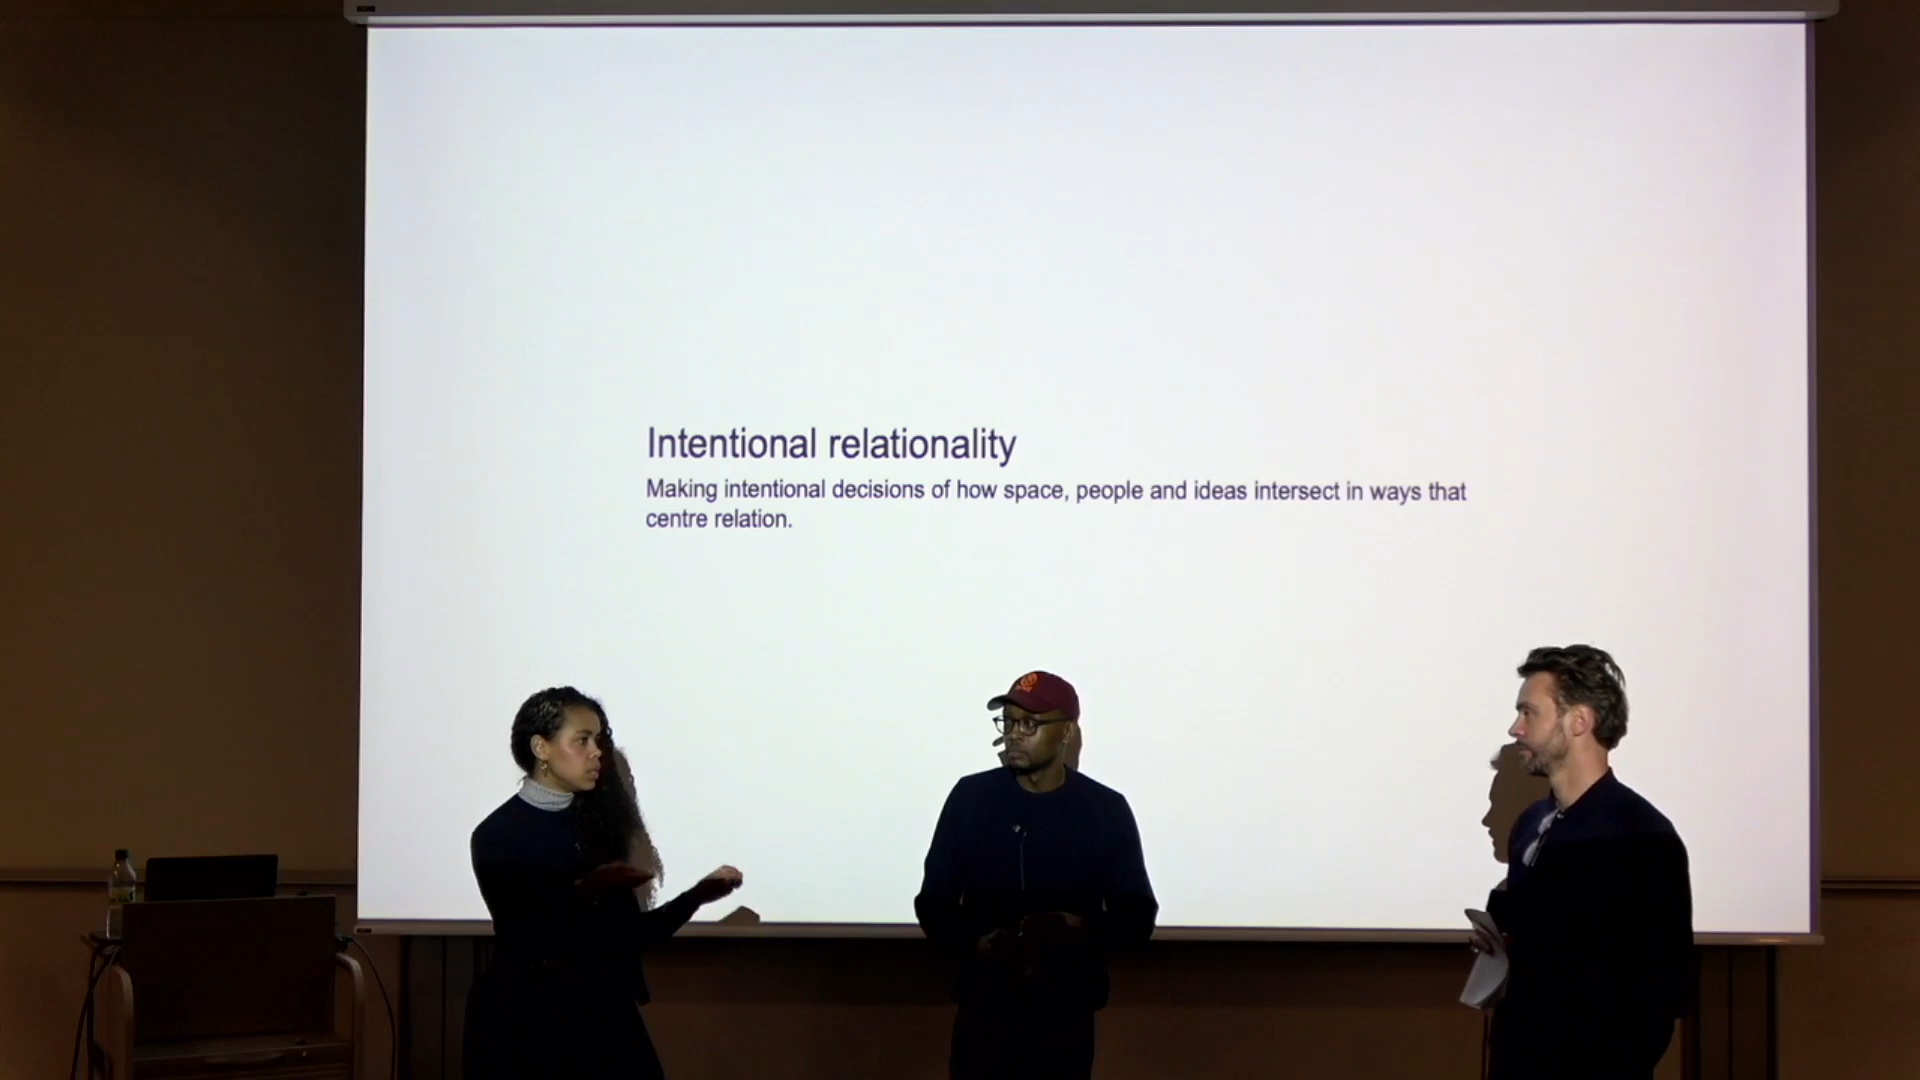 Intentional relationality
Making intentional decisions of how space, people and ideas intersect in ways that
centre relation.